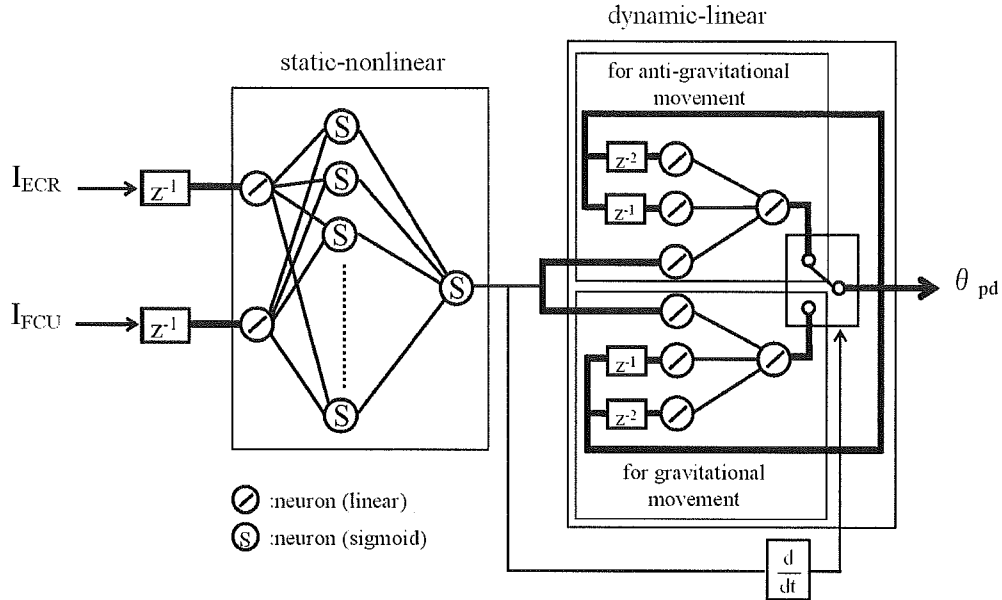 dynamic-linear
static-nonlinear
for anti-gravitational
movement
I_ECR
z^-1
I_FCU
z^-1
S
S
S
S
S
z^-2
z^-1
z^-1
z^-2
θ pd
for gravitational
movement
:neuron (linear)
S :neuron (sigmoid)
d
dt